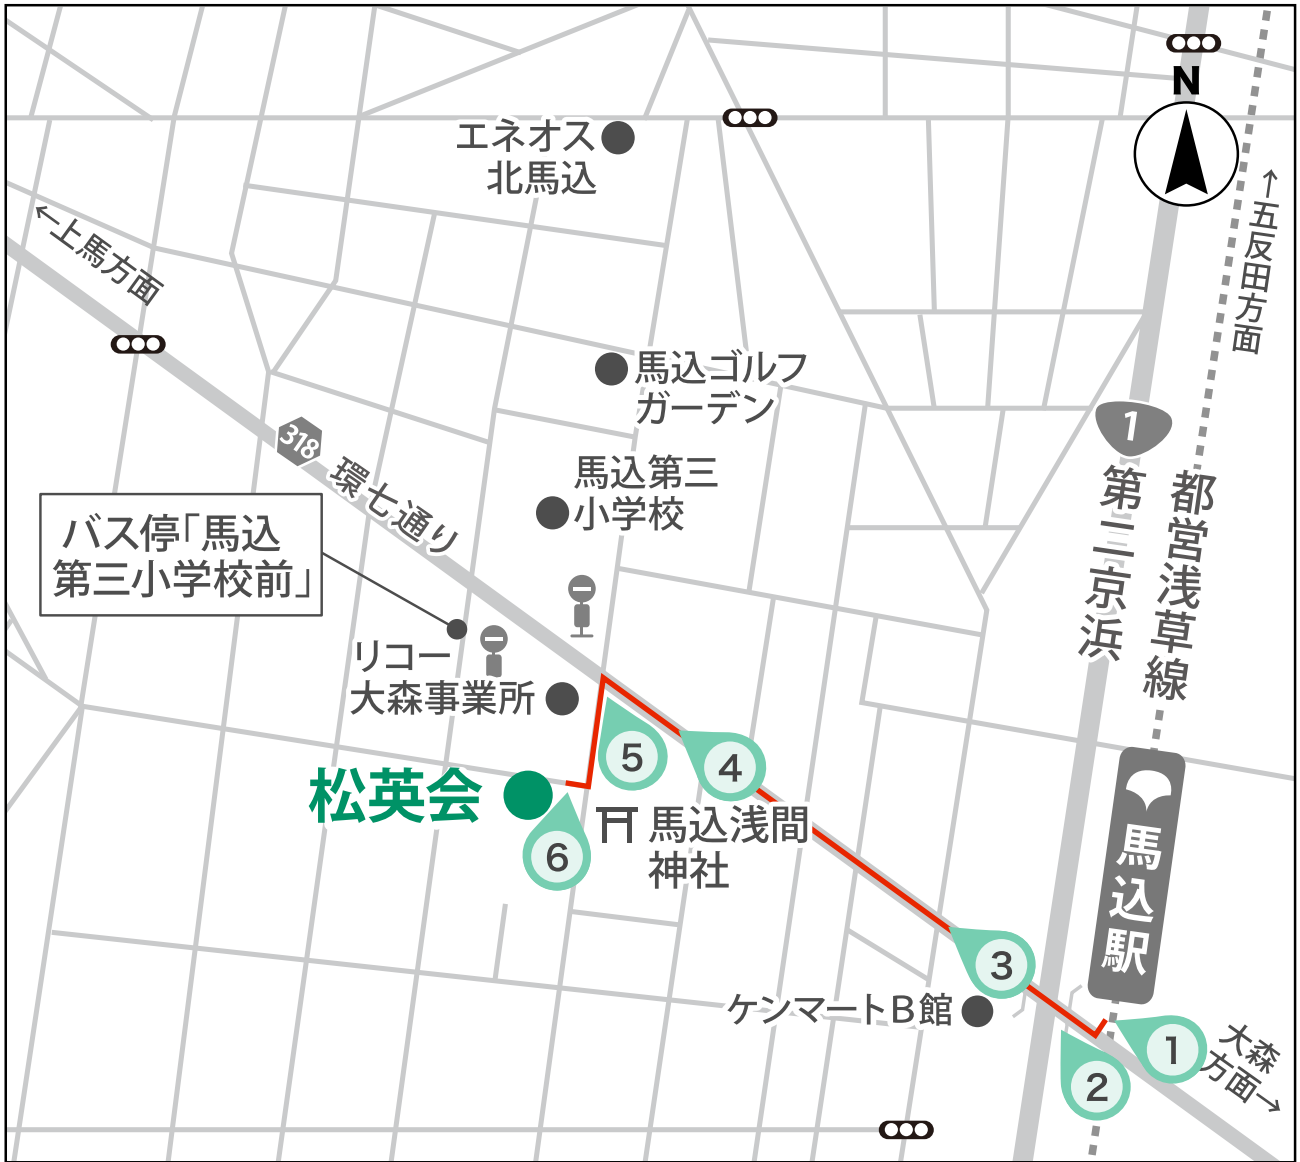 N
エネオス
北馬込
←上馬方面
←五反田方面
馬込ゴルフ
ガーデン
318
環七通り
1
第二京浜
都営浅草線
馬込第三
小学校
バス停「馬込
第三小学校前」
リコー
大森事業所
松英会
5
4
6
馬込浅間
神社
馬込駅
3
ケンマートB館
1
2
大森
方面→